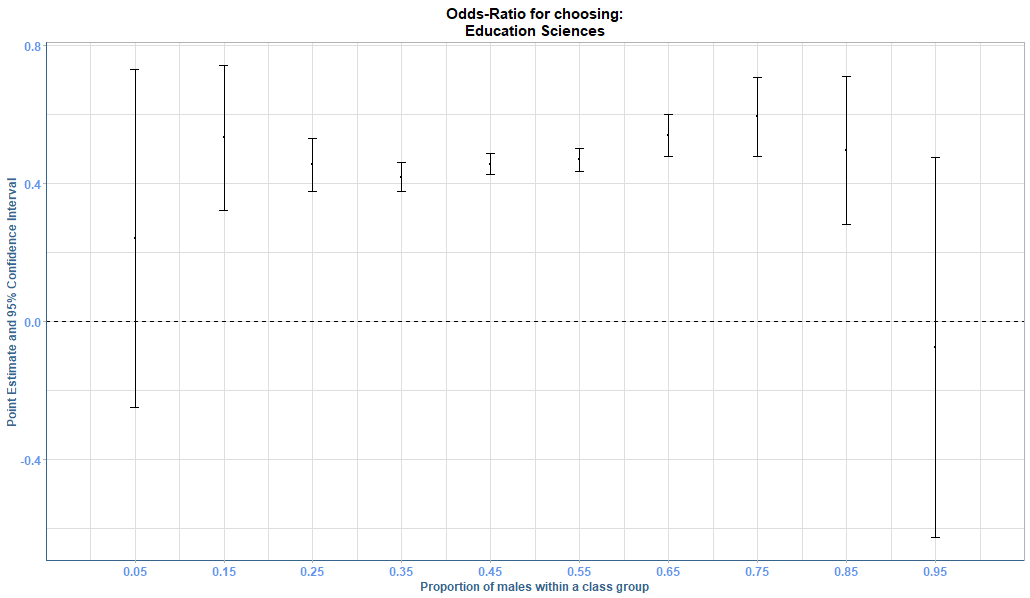 Odds-Ratio for choosing:
Education Sciences
Point Estimate and 95% Confidence Interval
0.8
0.4
0.0
-0.4
0.05 0.15 0.25 0.35 0.45 0.55 0.65 0.75 0.85 0.95
Proportion of males within a class group